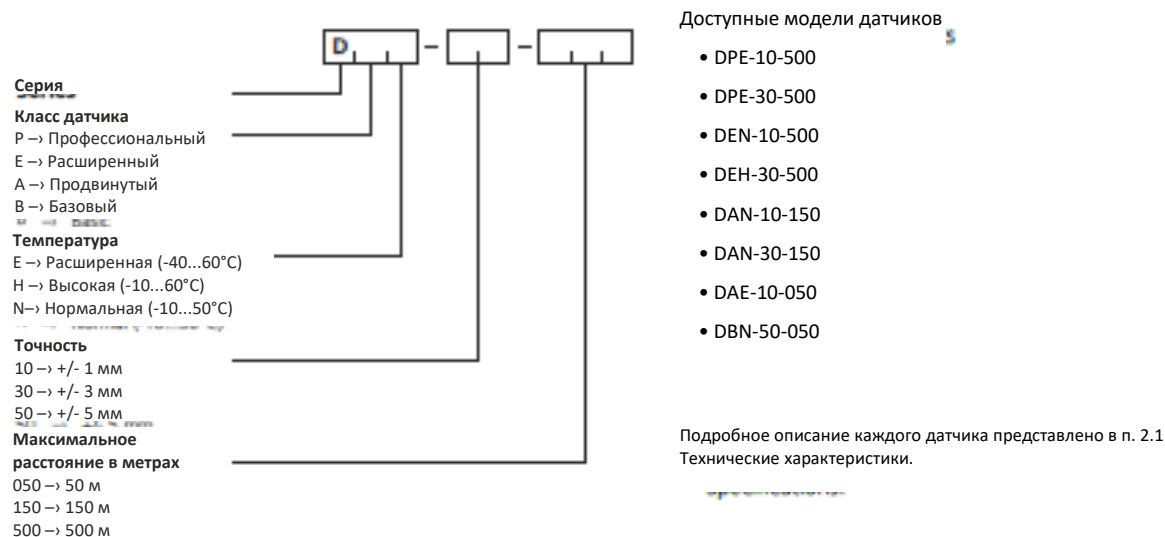 D
Серия
Класс датчика
P –› Профессиональный
E –› Расширенный
A –› Продвинутый
B –› Базовый
Температура
E –› Расширенная (-40...60°C)
H –› Высокая (-10...60°C)
N–› Нормальная (-10...50°C)
Точность
10 –› +/- 1 мм
30 –› +/- 3 мм
50 –› +/- 5 мм
Максимальное
расстояние в метрах
050 –› 50 м
150 –› 150 м
500 –› 500 м
Доступные модели датчиков
• DPE-10-500
• DPE-30-500
• DEN-10-500
• DEH-30-500
• DAN-10-150
• DAN-30-150
• DAE-10-050
• DBN-50-050
Подробное описание каждого датчика представлено в п. 2.1
Технические характеристики.